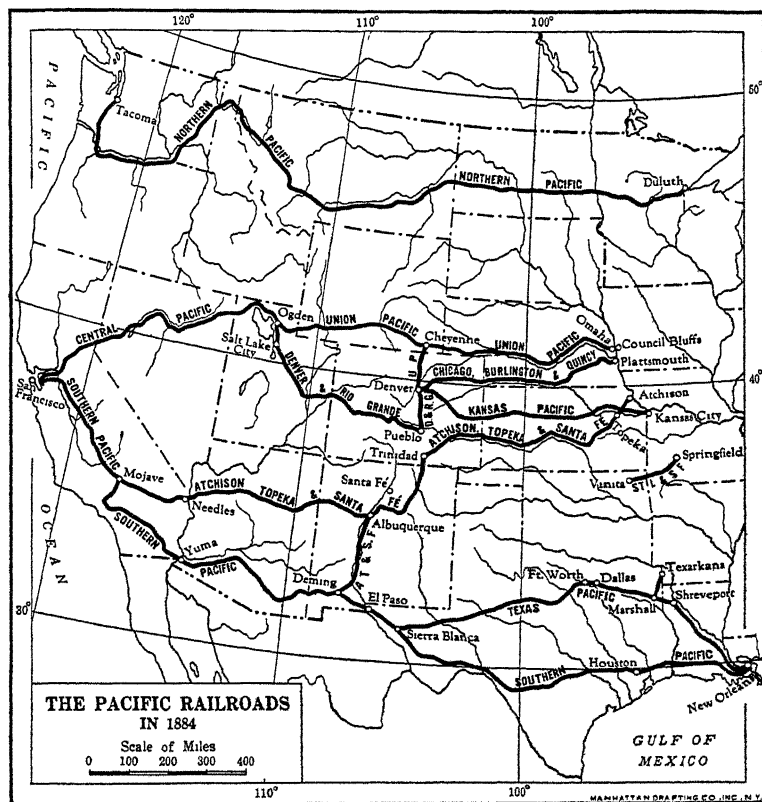 120°
110°
100°
50°
PACIFIC
Tacoma
NORTHERN
PACIFIC
NORTHERN PACIFIC
Duluth
CENTRAL PACIFIC
Ogden
UNION PACIFIC
Salt Lake
City
Cheyenne
UNION PACIFIC
Omaha
Council Bluffs
Plattsmouth
U P
CHICAGO, BURLINGTON & QUINCY
40°
DENVER & RIO GRANDE
Denver
D.& R.G.
KANSAS PACIFIC
Atchison
Kansas City
San
Francisco
Pueblo
ATCHISON TOPEKA & SANTA FÉ
Topeka
Trinidad
SOUTHERN PACIFIC
Springfield
Vinita
ST L & S F
Mojave
ATCHISON TOPEKA & SANTA FÉ
Needles
Santa Fé
Albuquerque
OCEAN
SOUTHERN PACIFIC
Yuma
A T & S F
Deming
El Paso
Ft. Worth
Dallas
Texarkana
TEXAS PACIFIC
Marshall
Shreveport
30°
Sierra Blanca
SOUTHERN PACIFIC
Houston
New Orleans
THE PACIFIC RAILROADS
IN 1884
Scale of Miles
0 100 200 300 400
GULF OF
MEXICO
110°
100°
MANHATTAN DRAFTING CO., INC., N.Y.